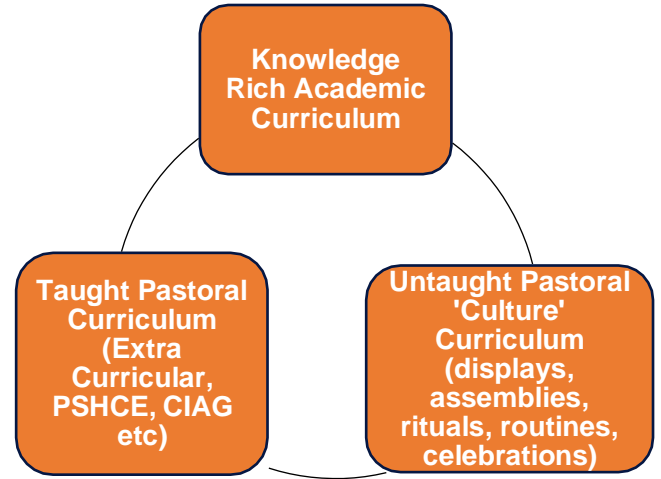 Knowledge
Rich Academic
Curriculum
Taught Pastoral
Curriculum
(Extra
Curricular,
PSHCE, CIAG
etc)
Untaught Pastoral
'Culture'
Curriculum
(displays,
assemblies,
rituals, routines,
celebrations)